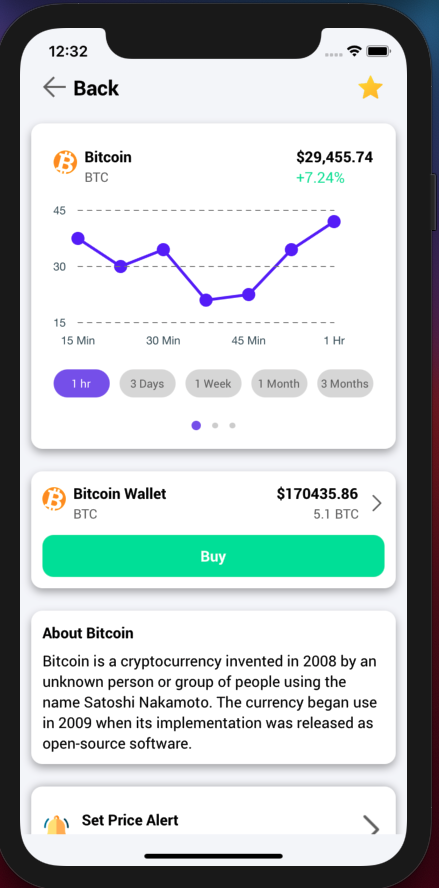 12:32
Back
Bitcoin $29,455.74
BTC +7.24%
45
30
15
15 Min 30 Min 45 Min 1 Hr
1 hr 3 Days 1 Week 1 Month 3 Months
Bitcoin Wallet $170435.86
BTC 5.1 BTC
Buy
About Bitcoin
Bitcoin is a cryptocurrency invented in 2008 by an
unknown person or group of people using the
name Satoshi Nakamoto. The currency began use
in 2009 when its implementation was released as
open-source software.
Set Price Alert